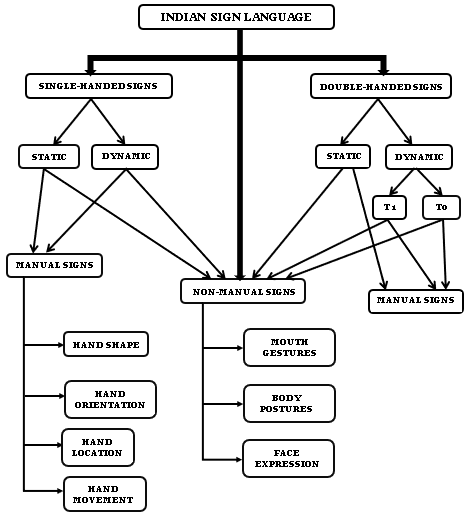 INDIAN SIGN LANGUAGE
SINGLE-HANDED SIGNS
DOUBLE-HANDED SIGNS
STATIC
DYNAMIC
STATIC
DYNAMIC
T1
T0
MANUAL SIGNS
NON-MANUAL SIGNS
MANUAL SIGNS
HAND SHAPE
HAND
ORIENTATION
HAND
LOCATION
HAND
MOVEMENT
MOUTH
GESTURES
BODY
POSTURES
FACE
EXPRESSION